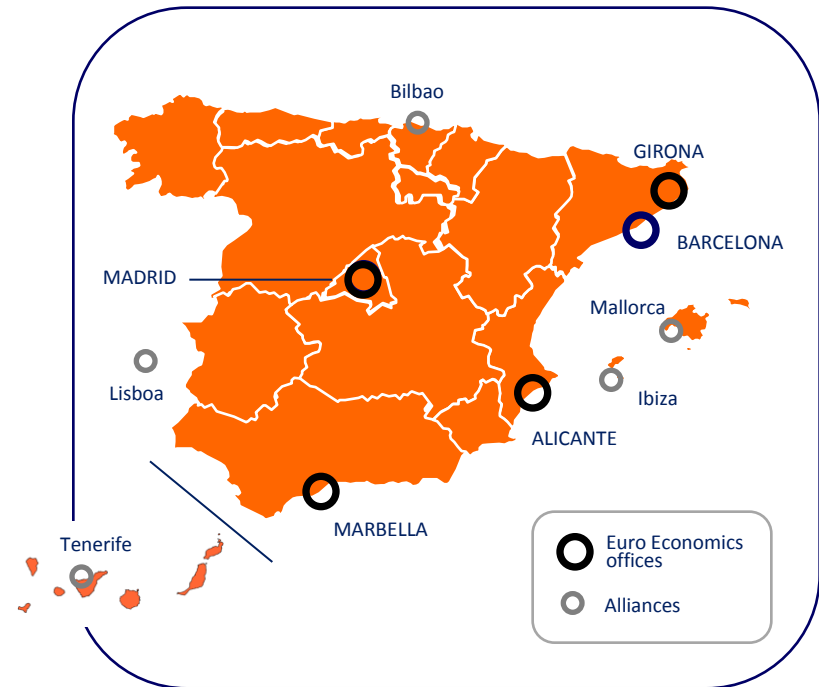 Bilbao
GIRONA
BARCELONA
MADRID
Mallorca
Lisboa
Ibiza
ALICANTE
MARBELLA
Tenerife
Euro Economics
offices
Alliances